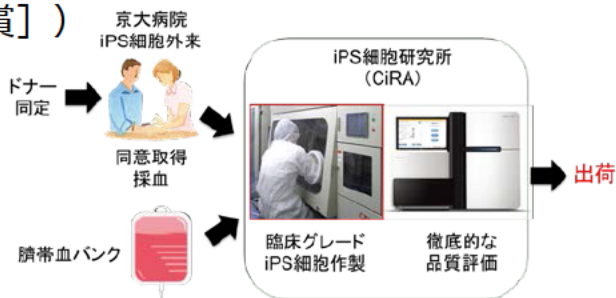 賞］）
京大病院
iPS細胞外来
ドナー
同定
同意取得
採血
臍帯血バンク
iPS細胞研究所
（CiRA）
臨床グレード
iPS細胞作製
徹底的な
品質評価
出荷